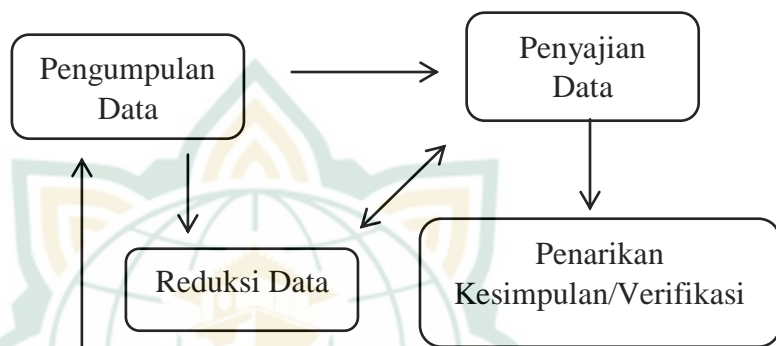 Pengumpulan
Data
Penyajian
Data
Reduksi Data
Penarikan
Kesimpulan/Verifikasi